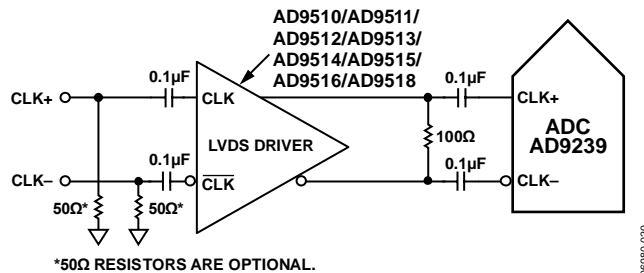 AD9510/AD9511/
AD9512/AD9513/
AD9514/AD9515/
AD9516/AD9518
0.1µF
0.1µF
CLK+
CLK
CLK+
ADC
AD9239
LVDS DRIVER
100Ω
0.1µF
0.1µF
CLK–
CLK
CLK–
50Ω*
50Ω*
*50Ω RESISTORS ARE OPTIONAL.